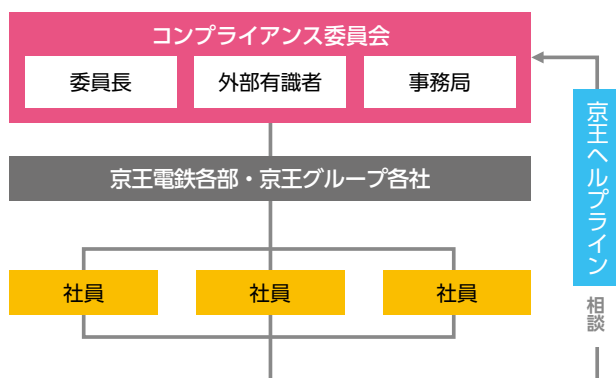 コンプライアンス委員会
委員長
外部有識者
事務局
京王電鉄各部・京王グループ各社
社員
社員
社員
京王ヘルプライン
相談